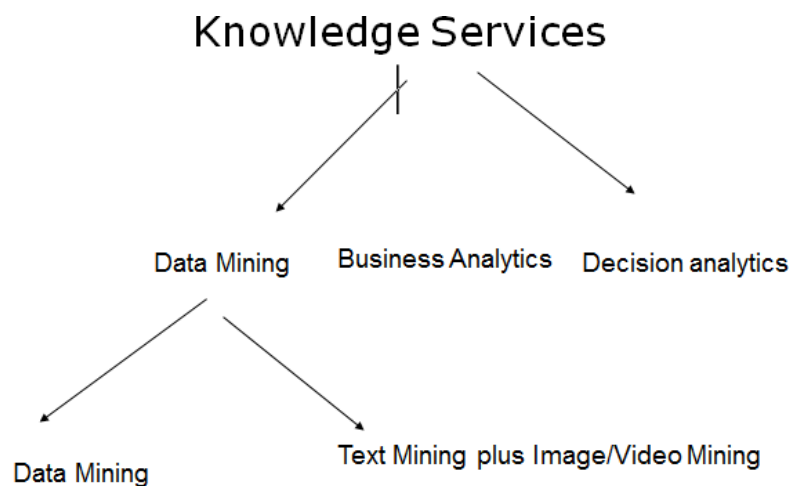 Knowledge Services
Data Mining
Business Analytics
Decision analytics
Data Mining
Text Mining plus Image/Video Mining